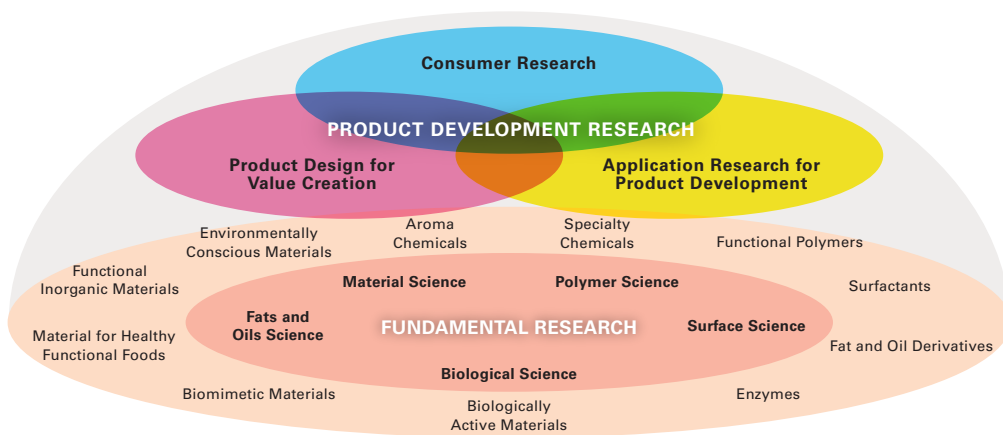 Consumer Research
PRODUCT DEVELOPMENT RESEARCH
Product Design for
Value Creation
Application Research for
Product Development
Environmentally
Conscious Materials
Aroma
Chemicals
Specialty
Chemicals
Functional Polymers
Functional
Inorganic Materials
Material Science
Polymer Science
Surfactants
Fats and
Oils Science
FUNDAMENTAL RESEARCH
Surface Science
Material for Healthy
Functional Foods
Fat and Oil Derivatives
Biological Science
Biomimetic Materials
Biologically
Active Materials
Enzymes